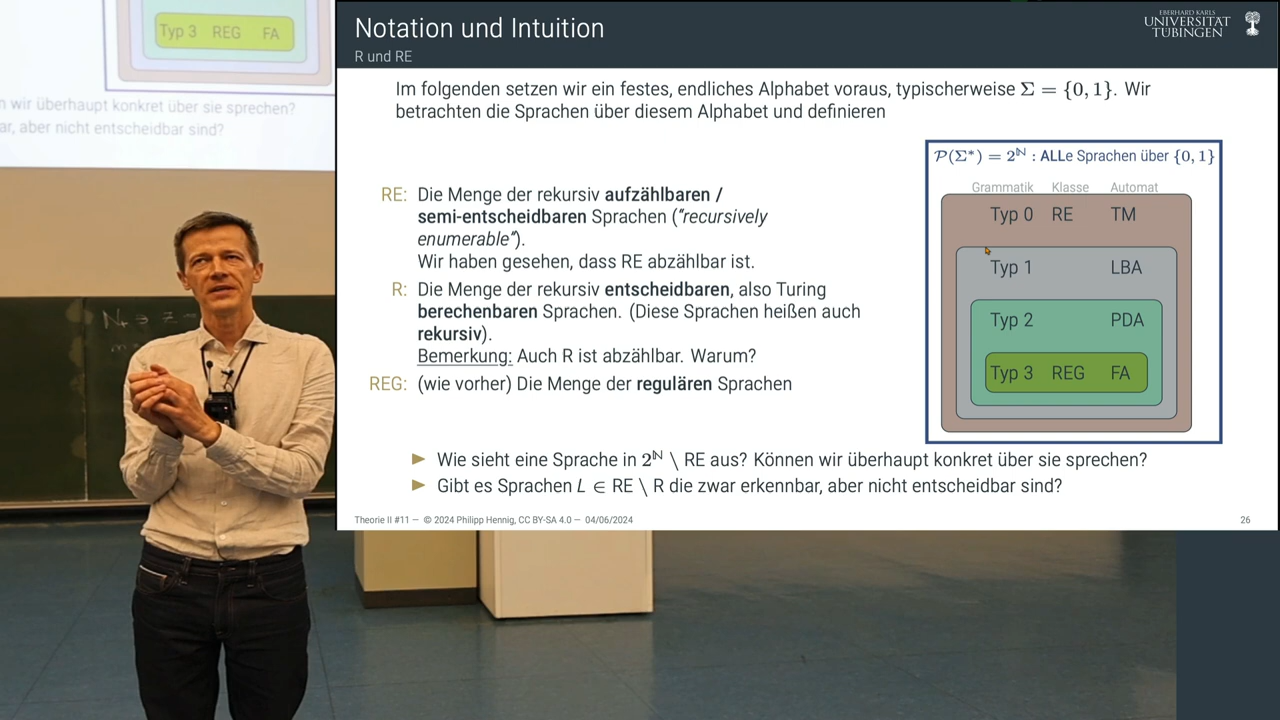 Typ 3 REG FA
n wir überhaupt konkret über sie sprechen?
ar, aber nicht entscheidbar sind?
Notation und Intuition
R und RE
EBERHARD KARLS
UNIVERSITÄT
TÜBINGEN
Im folgenden setzen wir ein festes, endliches Alphabet voraus, typischerweise Σ = {0, 1}. Wir
betrachten die Sprachen über diesem Alphabet und definieren
RE: Die Menge der rekursiv aufzählbaren /
semi-entscheidbaren Sprachen ("recursively
enumerable").
Wir haben gesehen, dass RE abzählbar ist.
R: Die Menge der rekursiv entscheidbaren, also Turing
berechenbaren Sprachen. (Diese Sprachen heißen auch
rekursiv).
Bemerkung: Auch R ist abzählbar. Warum?
REG: (wie vorher) Die Menge der regulären Sprachen
𝒫(Σ*) = 2^ℕ : ALLe Sprachen über {0, 1}
Grammatik Klasse Automat
Typ 0 RE TM
Typ 1 LBA
Typ 2 PDA
Typ 3 REG FA
▶ Wie sieht eine Sprache in 2^ℕ \ RE aus? Können wir überhaupt konkret über sie sprechen?
▶ Gibt es Sprachen L ∈ RE \ R die zwar erkennbar, aber nicht entscheidbar sind?
Theorie II #11 — © 2024 Philipp Hennig, CC BY-SA 4.0 — 04/06/2024
26